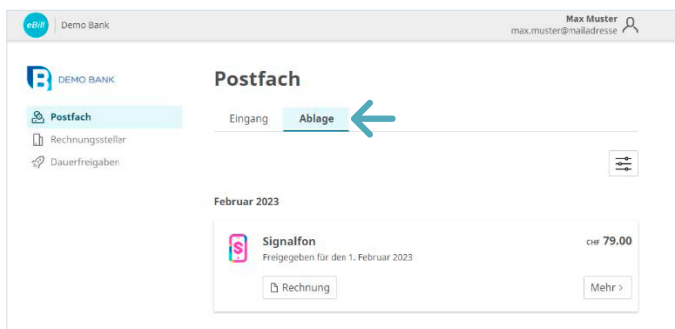 eBill Demo Bank
Max Muster
max.muster@mailadresse
DEMO BANK
Postfach
Rechnungssteller
Dauerfreigaben
Postfach
Eingang Ablage
Februar 2023
Signalfon
CHF 79.00
Freigegeben für den 1. Februar 2023
Rechnung
Mehr >